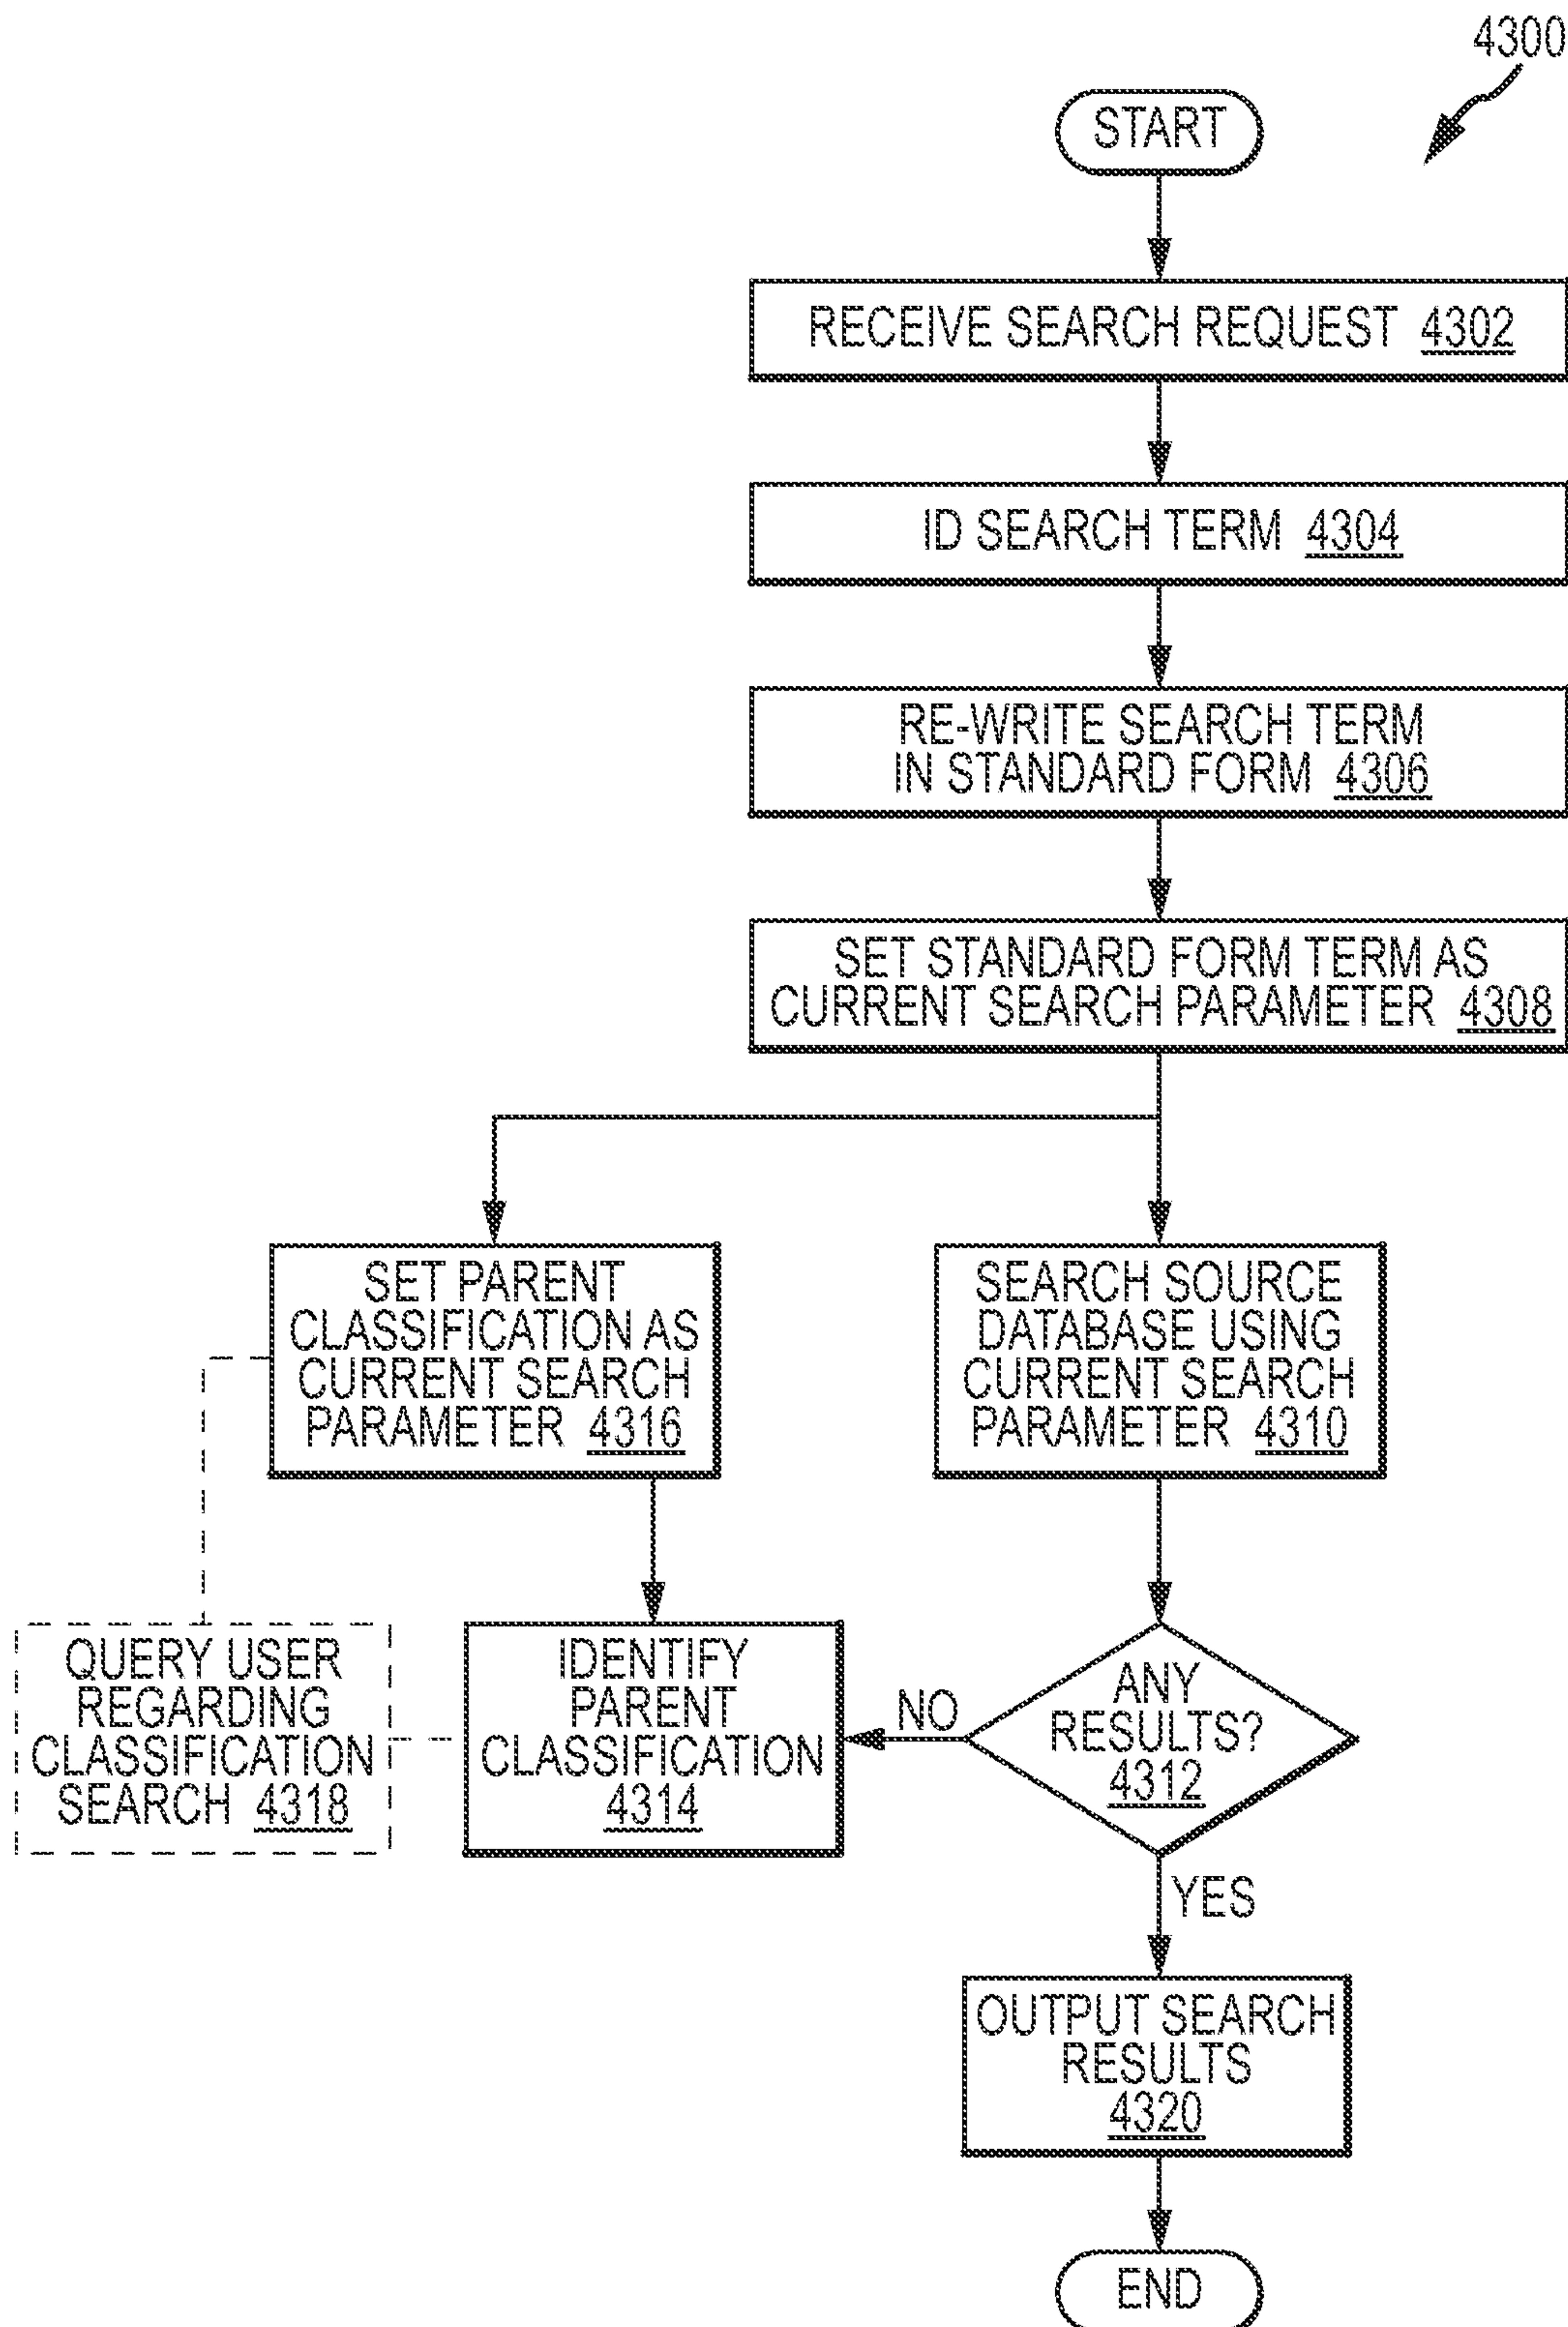 4300
START
RECEIVE SEARCH REQUEST 4302
ID SEARCH TERM 4304
RE-WRITE SEARCH TERM
IN STANDARD FORM 4306
SET STANDARD FORM TERM AS
CURRENT SEARCH PARAMETER 4308
SET PARENT
CLASSIFICATION AS
CURRENT SEARCH
PARAMETER 4316
SEARCH SOURCE
DATABASE USING
CURRENT SEARCH
PARAMETER 4310
QUERY USER
REGARDING
CLASSIFICATION
SEARCH 4318
IDENTIFY
PARENT
CLASSIFICATION
4314
NO
ANY
RESULTS?
4312
YES
OUTPUT SEARCH
RESULTS
4320
END